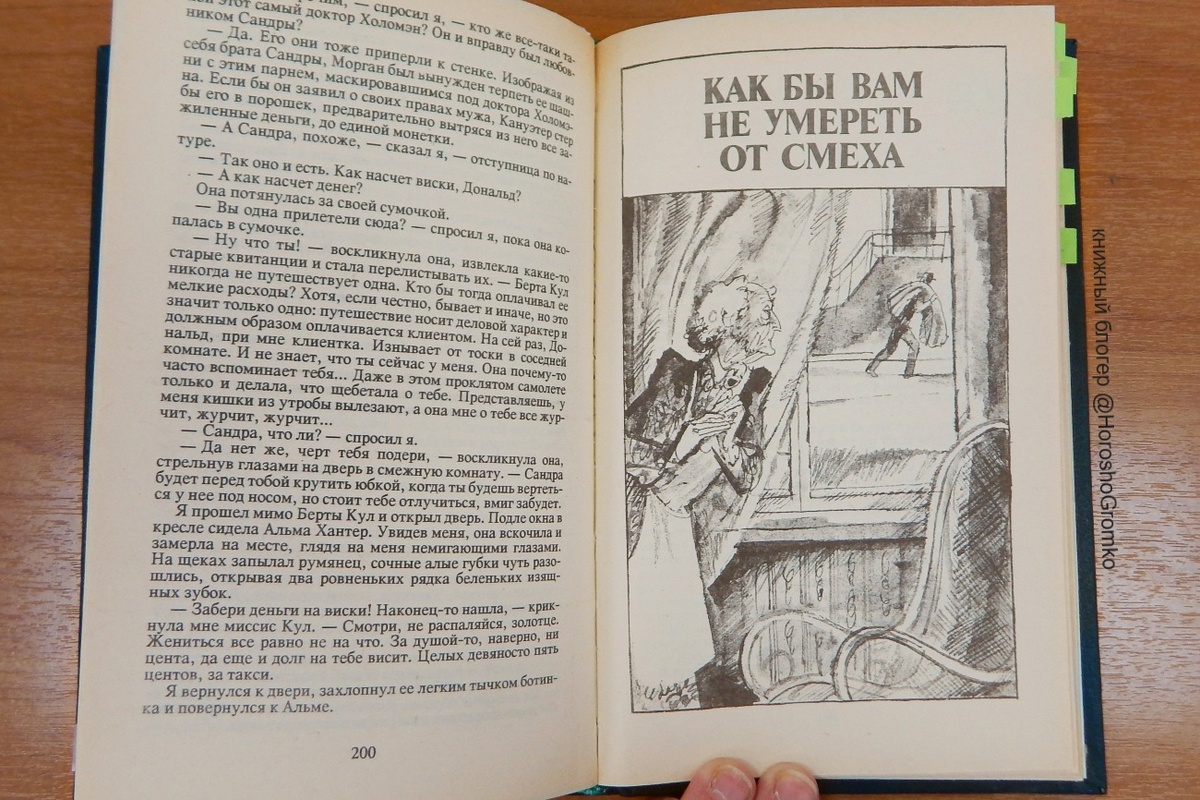 чим, — спросил я, — кто же все-таки та-
кой этот самый доктор Холомэн? Он и вправду был любов-
ником Сандры?
— Да. Его они тоже приперли к стенке. Изображая из
себя брата Сандры, Морган был вынужден терпеть ее шаш-
ни с этим парнем, маскировавшимся под доктора Холомэ-
на. Если бы он заявил о своих правах мужа, Кануэтер стер
бы его в порошок, предварительно вытряся из него все за-
жиленные деньги, до единой монетки.
— А Сандра, похоже, — сказал я, — отступница по на-
туре.
— Так оно и есть. Как насчет виски, Дональд?
— А как насчет денег?
Она потянулась за своей сумочкой.
— Вы одна прилетели сюда? — спросил я, пока она ко-
палась в сумочке.
— Ну что ты! — воскликнула она, извлекла какие-то
старые квитанции и стала перелистывать их. — Берта Кул
никогда не путешествует одна. Кто бы тогда оплачивал ее
мелкие расходы? Хотя, если честно, бывает и иначе, но это
значит только одно: путешествие носит деловой характер и
должным образом оплачивается клиентом. На сей раз, До-
нальд, при мне клиентка. Изнывает от тоски в соседней
комнате. И не знает, что ты сейчас у меня. Она почему-то
часто вспоминает тебя... Даже в этом проклятом самолете
только и делала, что щебетала о тебе. Представляешь, у
меня кишки из утробы вылезают, а она мне о тебе все жур-
чит, журчит, журчит...
— Сандра, что ли? — спросил я.
— Да нет же, черт тебя подери, — воскликнула она,
стрельнув глазами на дверь в смежную комнату. — Сандра
будет перед тобой крутить юбкой, когда ты будешь вертеть-
ся у нее под носом, но стоит тебе отлучиться, вмиг забудет.
Я прошел мимо Берты Кул и открыл дверь. Подле окна в
кресле сидела Альма Хантер. Увидев меня, она вскочила и
замерла на месте, глядя на меня немигающими глазами.
На щеках запылал румянец, сочные алые губки чуть разо-
шлись, открывая два ровненьких рядка беленьких изящ-
ных зубок.
— Забери деньги на виски! Наконец-то нашла, — крик-
нула мне миссис Кул. — Смотри, не распаляйся, золотце.
Жениться все равно не на что. За душой-то, наверно, ни
цента, да еще и долг на тебе висит. Целых девяносто пять
центов, за такси.
Я вернулся к двери, захлопнул ее легким тычком ботин-
ка и повернулся к Альме.
200
КАК БЫ ВАМ
НЕ УМЕРЕТЬ
ОТ СМЕХА
книжный блогер @HoroshoGromko